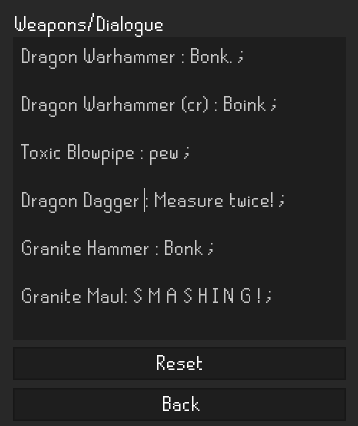 Weapons/Dialogue
Dragon Warhammer : Bonk. ;
Dragon Warhammer (cr) : Boink ;
Toxic Blowpipe : pew ;
Dragon Dagger : Measure twice! ;
Granite Hammer : Bonk ;
Granite Maul: S M A S H I N G ! ;
Reset
Back